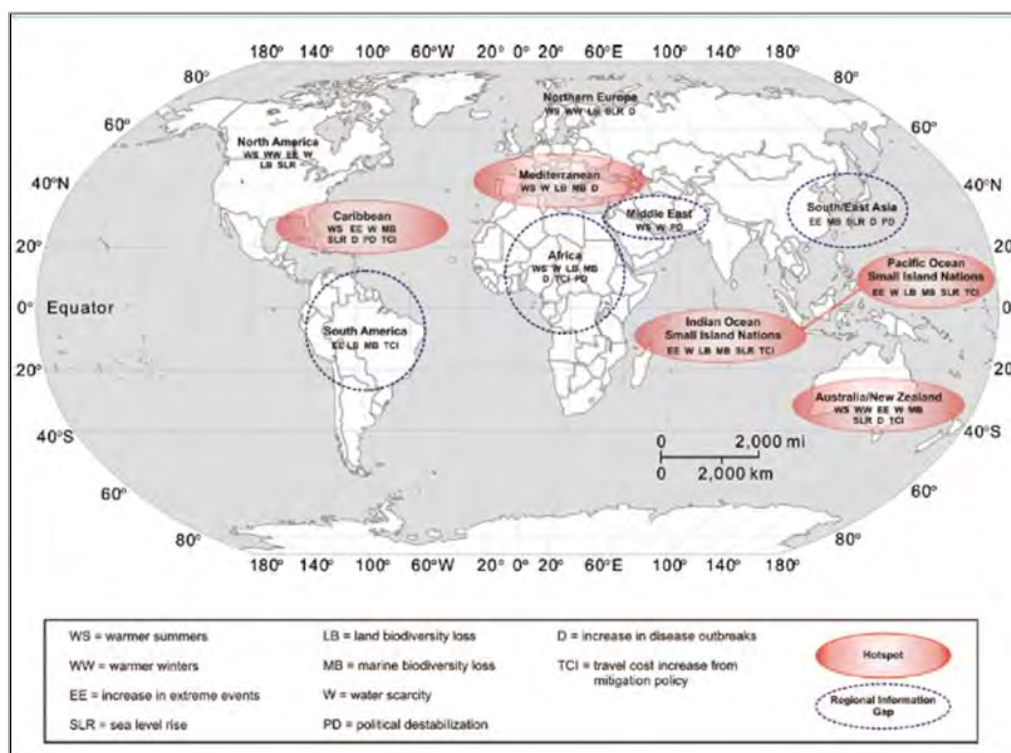 180° 140° 100° 60°W 20° 0° 20° 60°E 100° 140° 180°
80° 80°
Northern Europe
WS WW LB SLR D
60° 60°
North America
WS WW EE W
LB SLR
40°N 40°N
Mediterranean
WS W LB MB D
South/East Asia
EE MB SLR D PD
Middle East
WS W PD
Caribbean
WS EE W MB
SLR D PD TCI
20° 20
Africa
WS W LB MB
D TCI PD
Pacific Ocean
Small Island Nations
EE W LB MB SLR TCI
Equator 0° 0°
South America
EE LB MB TCI
Indian Ocean
Small Island Nations
EE W LB MB SLR TCI
20° 20
Australia/New Zealand
WS WW EE W MB
SLR D TCI
40°S 40°S
0 2,000 mi
0 2,000 km
60° 60°
80° 80°
180° 140° 100° 60°W 20° 0° 20° 60°E 100° 140° 180°
WS = warmer summers
WW = warmer winters
EE = increase in extreme events
SLR = sea level rise
LB = land biodiversity loss
MB = marine biodiversity loss
W = water scarcity
PD = political destabilization
D = increase in disease outbreaks
TCI = travel cost increase from
mitigation policy
Hotspot
Regional Information
Gap